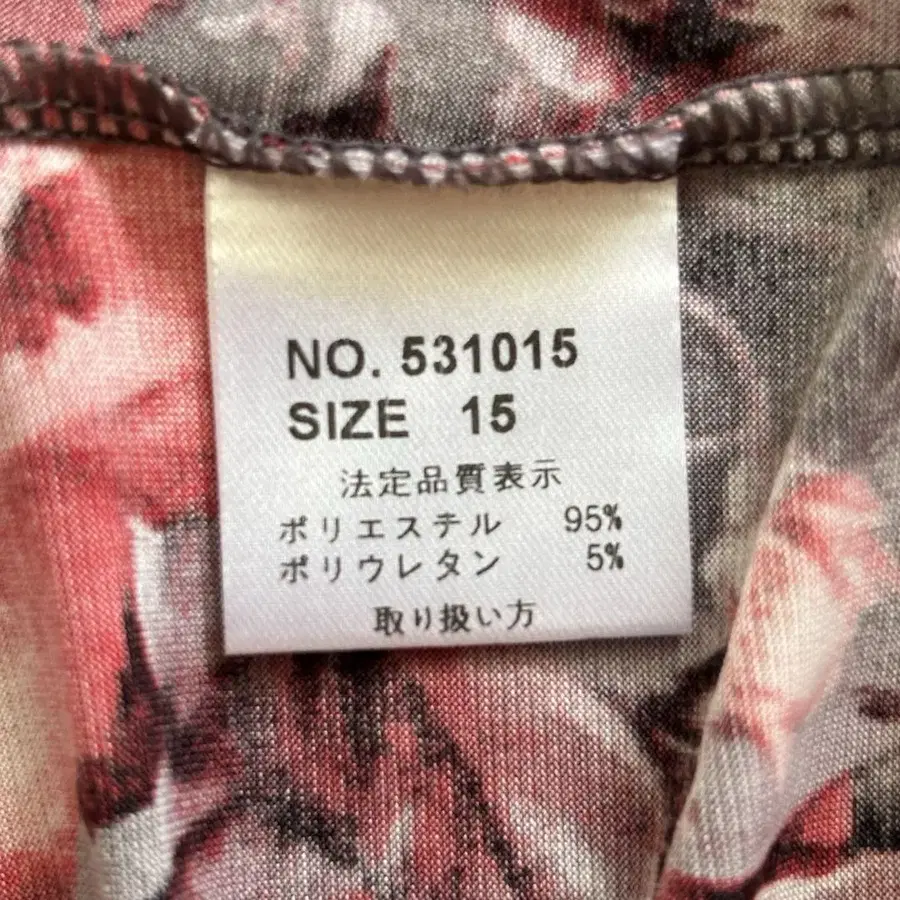 NO. 531015
SIZE 15
法定品質表示
ポリエステル 95%
ポリウレタン 5%
取り扱い方